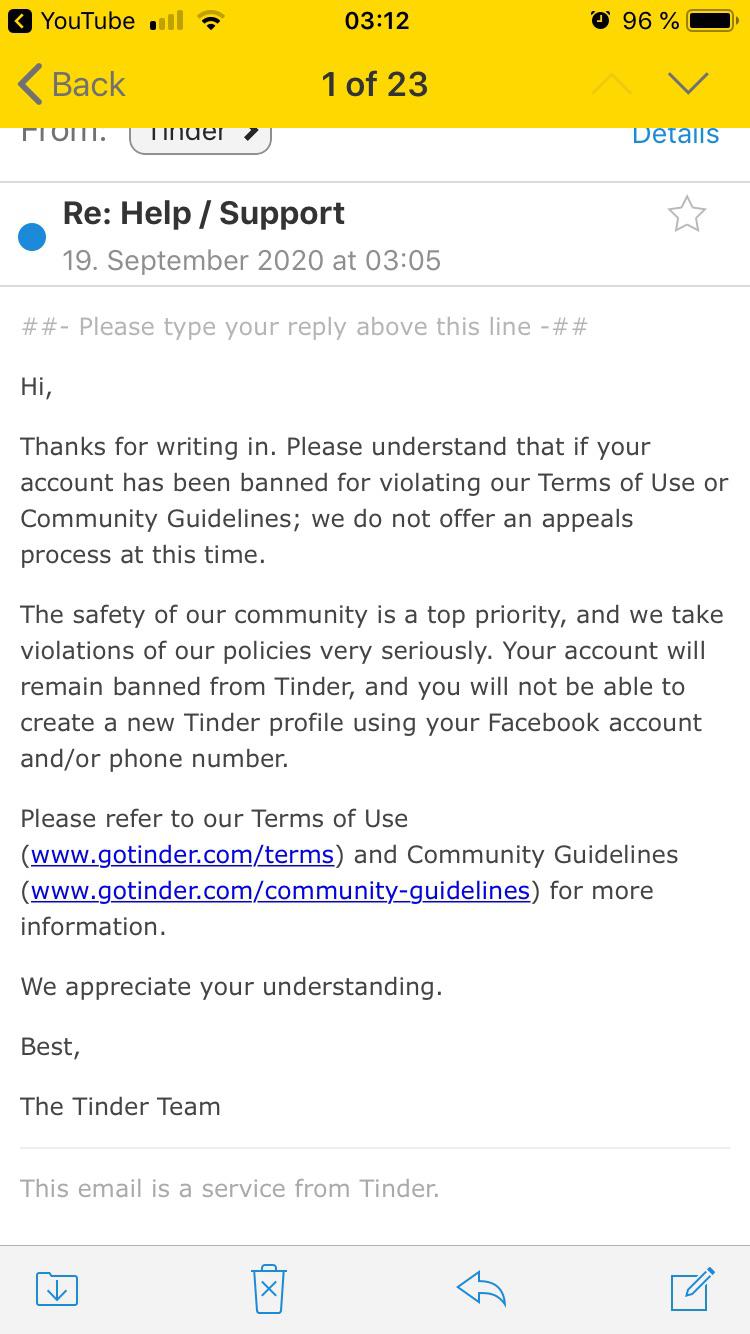 YouTube 03:12 96 %
Back 1 of 23
From: Tinder Details
Re: Help / Support
19. September 2020 at 03:05
##- Please type your reply above this line -##
Hi,
Thanks for writing in. Please understand that if your
account has been banned for violating our Terms of Use or
Community Guidelines; we do not offer an appeals
process at this time.
The safety of our community is a top priority, and we take
violations of our policies very seriously. Your account will
remain banned from Tinder, and you will not be able to
create a new Tinder profile using your Facebook account
and/or phone number.
Please refer to our Terms of Use
(www.gotinder.com/terms) and Community Guidelines
(www.gotinder.com/community-guidelines) for more
information.
We appreciate your understanding.
Best,
The Tinder Team
This email is a service from Tinder.